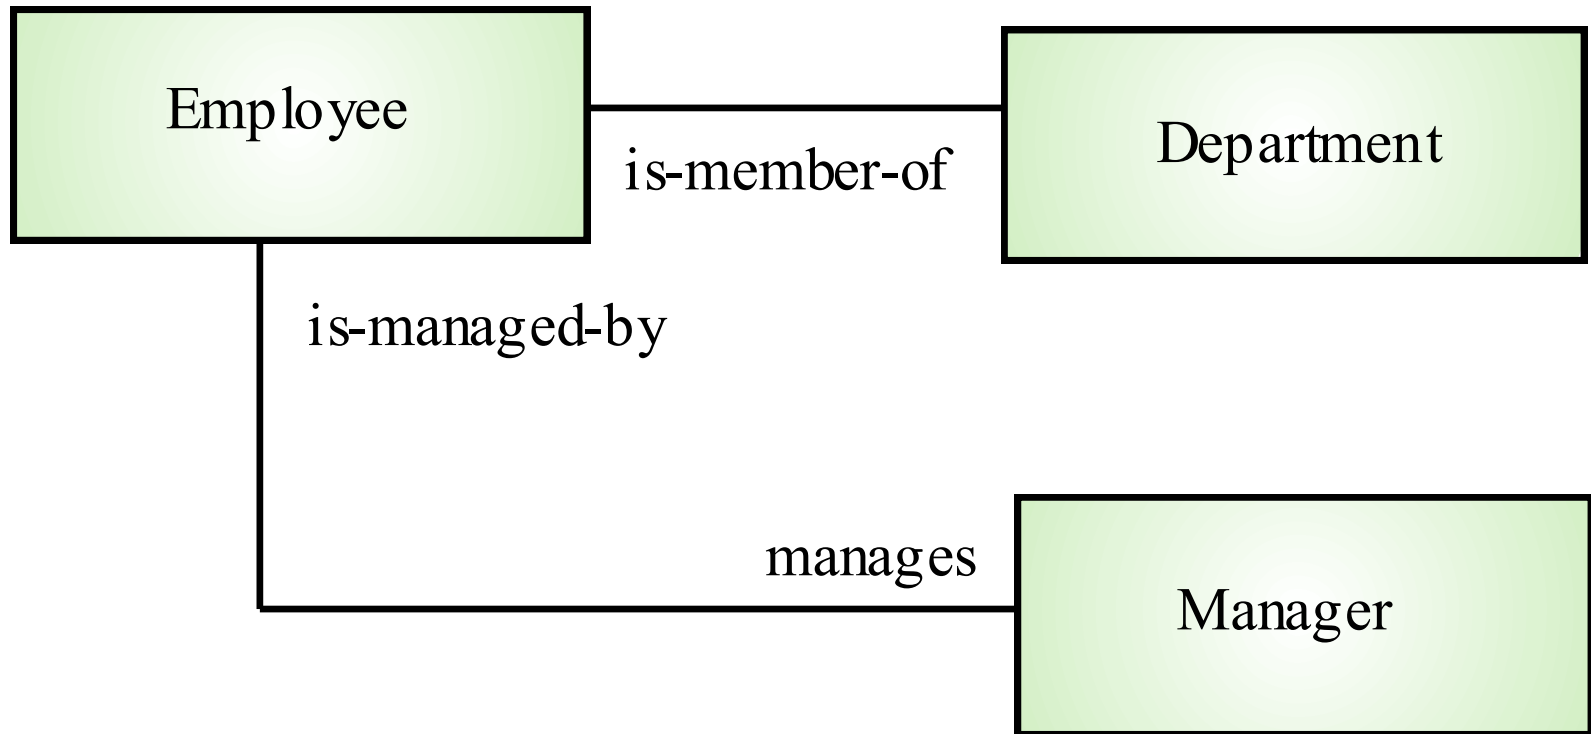 Employee
Department
is-member-of
is-managed-by
manages
Manager